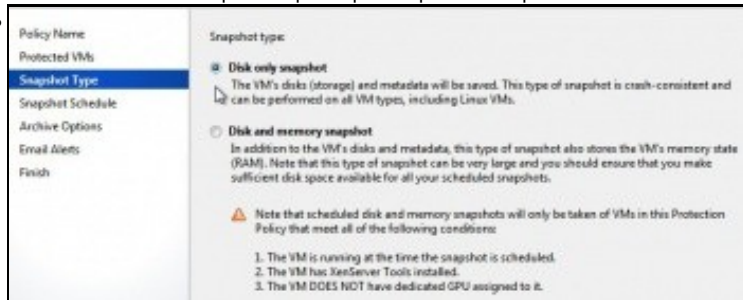 Policy Name
Protected VMs
Snapshot Type
Snapshot Schedule
Archive Options
Email Alerts
Finish
Snapshot type:
Disk only snapshot
The VM's disks (storage) and metadata will be saved. This type of snapshot is crash-consistent and
can be performed on all VM types, including Linux VMs.
Disk and memory snapshot
In addition to the VM's disks and metadata, this type of snapshot also stores the VM's memory state
(RAM). Note that this type of snapshot can be very large and you should ensure that you make
sufficient disk space available for all your scheduled snapshots.
Note that scheduled disk and memory snapshots will only be taken of VMs in this Protection
Policy that meet all of the following conditions:
1. The VM is running at the time the snapshot is scheduled.
2. The VM has XenServer Tools installed.
3. The VM DOES NOT have dedicated GPU assigned to it.